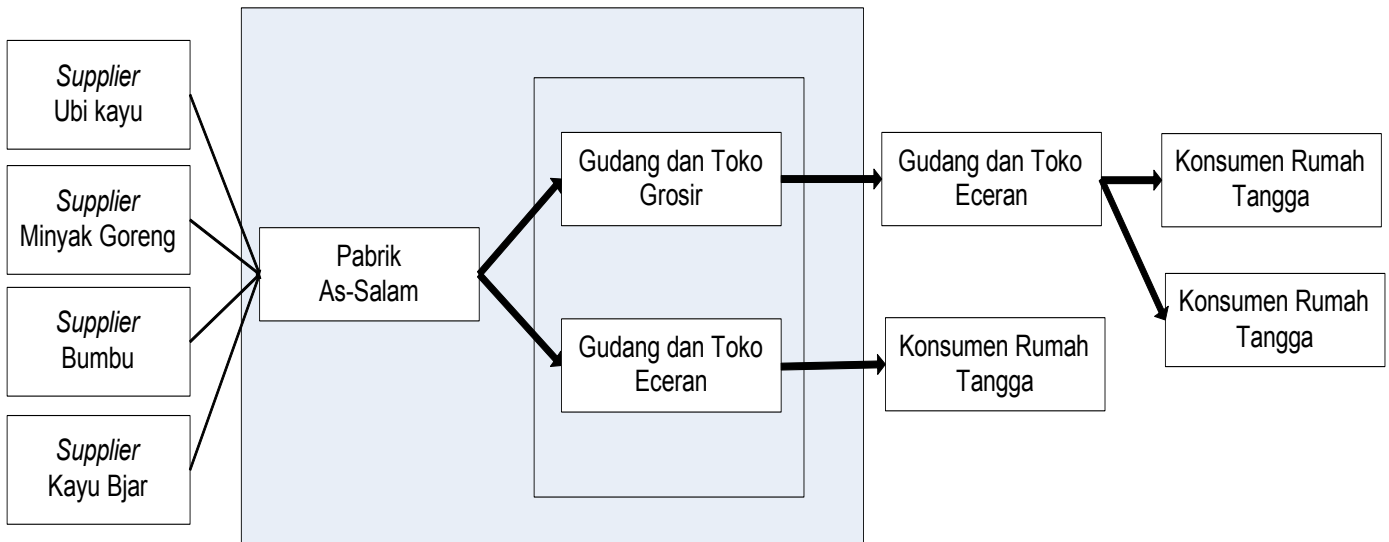 Supplier
Ubi kayu
Supplier
Minyak Goreng
Supplier
Bumbu
Supplier
Kayu Bjar
Pabrik
As-Salam
Gudang dan Toko
Grosir
Gudang dan Toko
Eceran
Gudang dan Toko
Eceran
Konsumen Rumah
Tangga
Konsumen Rumah
Tangga
Konsumen Rumah
Tangga